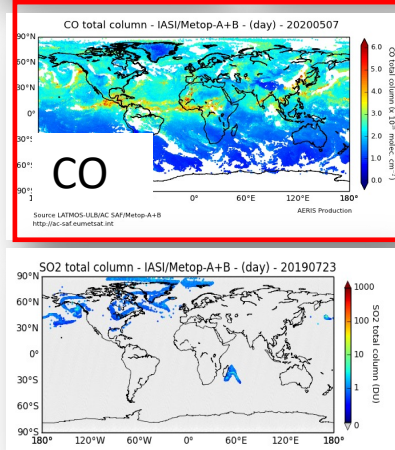 CO total column - IASI/Metop-A+B - (day) - 20200507
90°N
60°N
30°N
0°
30°
60°
90°
CO
0°
60°E
120°E
180°
6.0
5.0
4.0
3.0
2.0
1.0
0.0
CO total column (x 10¹⁸ molec. cm⁻²)
Source LATMOS-ULB/AC SAF/Metop-A+B
http://ac-saf.eumetsat.int
AERIS Production
SO2 total column - IASI/Metop-A+B - (day) - 20190723
90°N
60°N
30°N
0°
30°S
60°S
90°S
180°
120°W
60°W
0°
60°E
120°E
180°
1000
100
10
1
0
SO2 total column (DU)